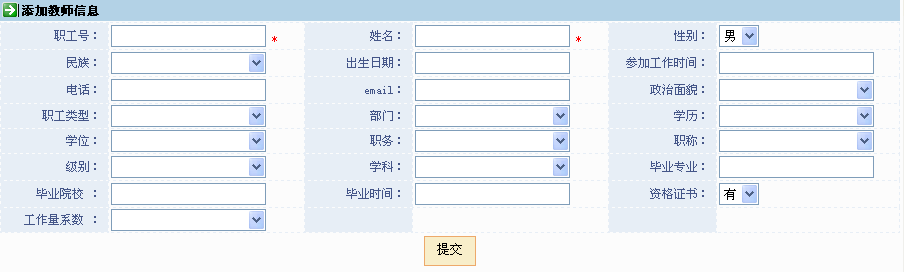 添加教师信息
职工号： * 姓名： * 性别： 男
民族： 出生日期： 参加工作时间：
电话： email： 政治面貌：
职工类型： 部门： 学历：
学位： 职务： 职称：
级别： 学科： 毕业专业：
毕业院校 ： 毕业时间： 资格证书： 有
工作量系数 ：
提交